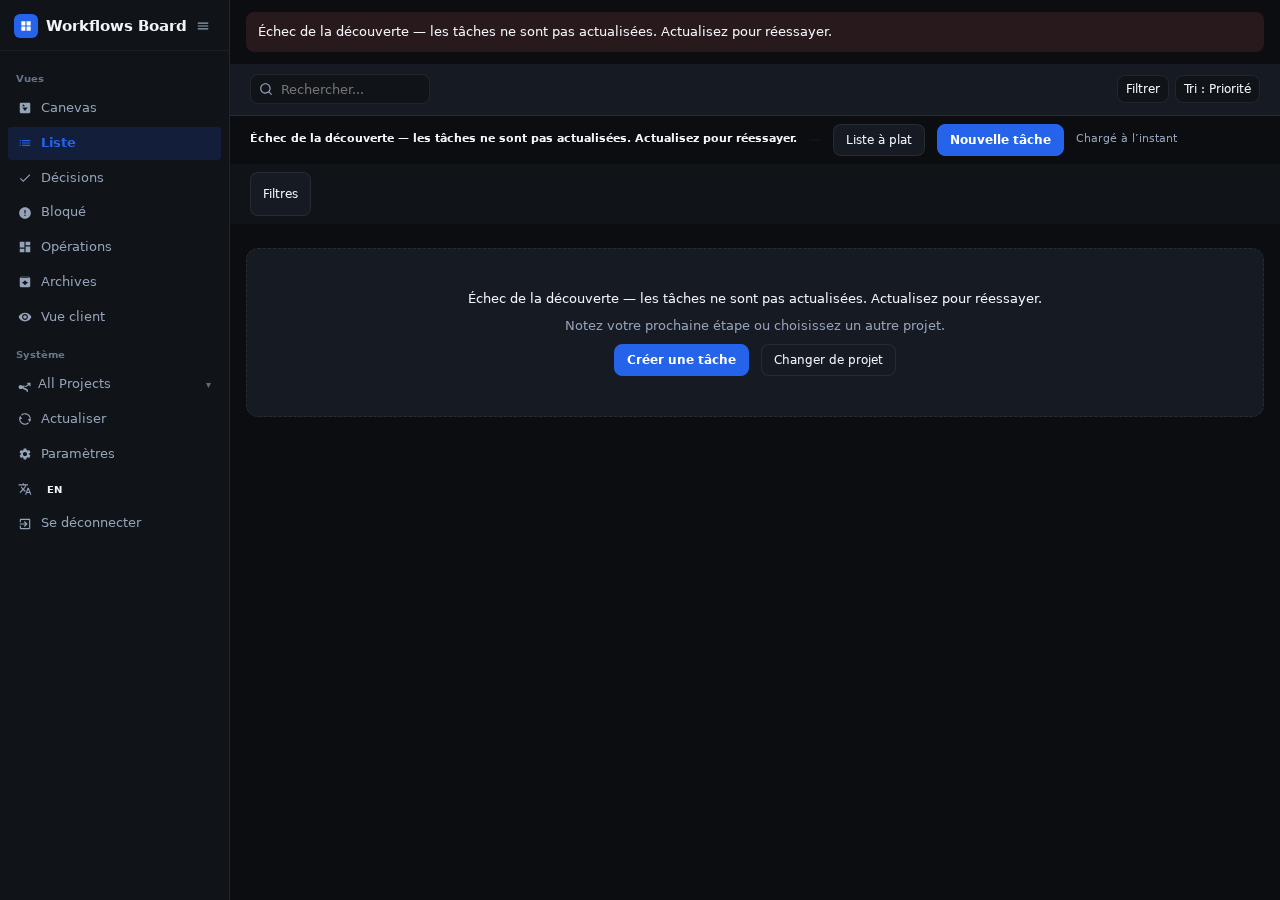 Workflows Board
Vues
Canevas
Liste
Décisions
Bloqué
Opérations
Archives
Vue client
Système
All Projects
Actualiser
Paramètres
EN
Se déconnecter
Échec de la découverte — les tâches ne sont pas actualisées. Actualisez pour réessayer.
Rechercher...
Filtrer
Tri : Priorité
Échec de la découverte — les tâches ne sont pas actualisées. Actualisez pour réessayer.
Liste à plat
Nouvelle tâche
Chargé à l’instant
Filtres
Échec de la découverte — les tâches ne sont pas actualisées. Actualisez pour réessayer.
Notez votre prochaine étape ou choisissez un autre projet.
Créer une tâche
Changer de projet